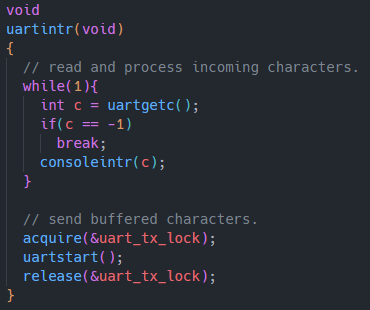 void
uartintr(void)
{
  // read and process incoming characters.
  while(1){
    int c = uartgetc();
    if(c == -1)
      break;
    consoleintr(c);
  }

  // send buffered characters.
  acquire(&uart_tx_lock);
  uartstart();
  release(&uart_tx_lock);
}